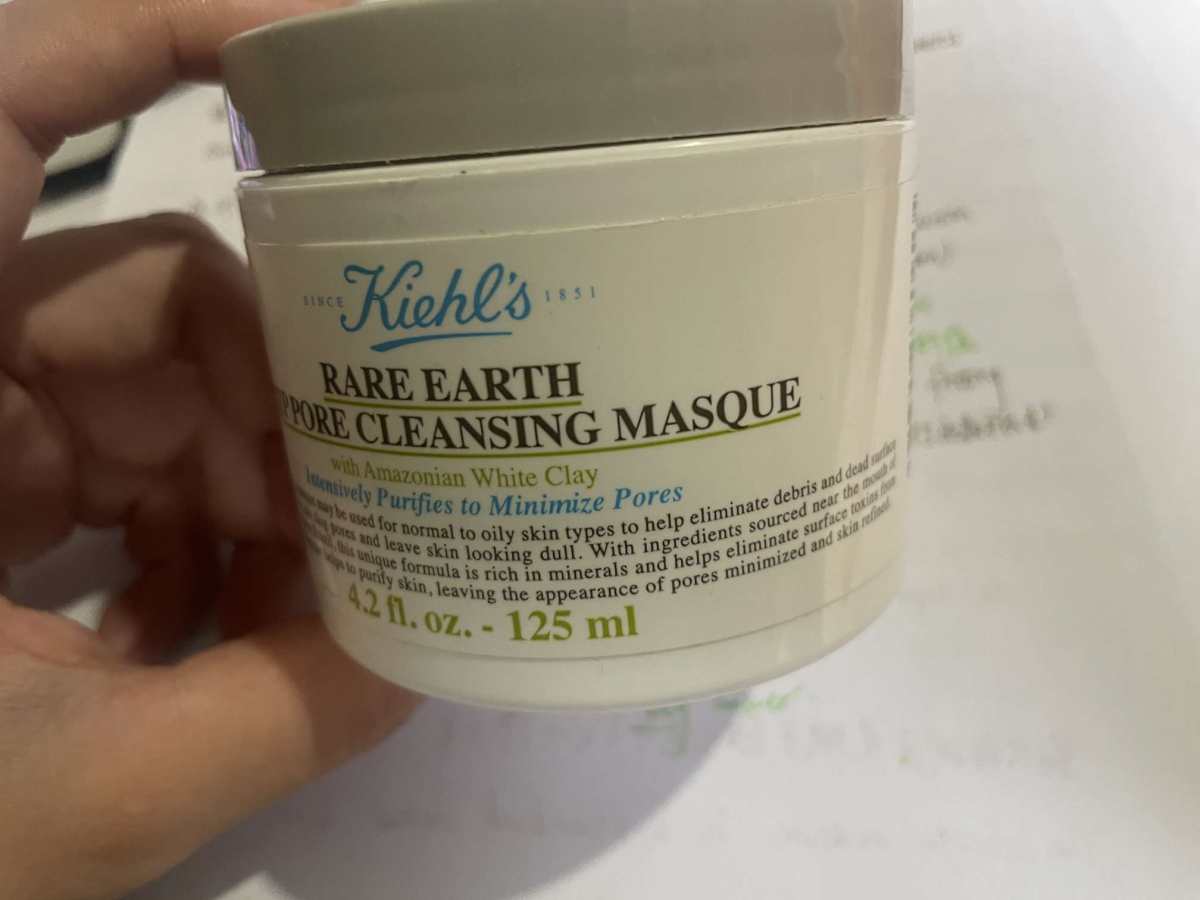 SINCE Kiehl's 1851
RARE EARTH
PORE CLEANSING MASQUE
with Amazonian White Clay
Intensively Purifies to Minimize Pores
may be used for normal to oily skin types to help eliminate debris and dead surface
pores and leave skin looking dull. With ingredients sourced near the mouth of
this unique formula is rich in minerals and helps eliminate surface toxins from
to purify skin, leaving the appearance of pores minimized and skin refined.
4.2 fl. oz. - 125 ml